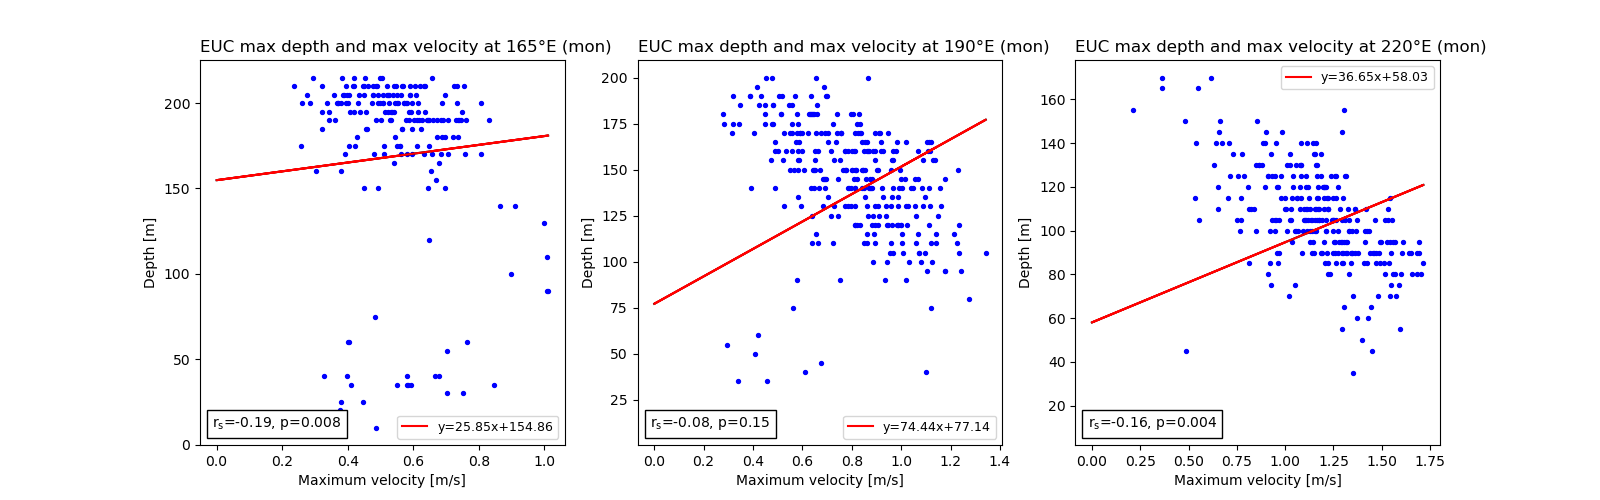 EUC max depth and max velocity at 165°E (mon)
Depth [m]
200
150
100
50
0
0.0 0.2 0.4 0.6 0.8 1.0
Maximum velocity [m/s]
rs=-0.19, p=0.008
y=25.85x+154.86
EUC max depth and max velocity at 190°E (mon)
Depth [m]
200
175
150
125
100
75
50
25
0.0 0.2 0.4 0.6 0.8 1.0 1.2 1.4
Maximum velocity [m/s]
rs=-0.08, p=0.15
y=74.44x+77.14
EUC max depth and max velocity at 220°E (mon)
y=36.65x+58.03
Depth [m]
160
140
120
100
80
60
40
20
0.00 0.25 0.50 0.75 1.00 1.25 1.50 1.75
Maximum velocity [m/s]
rs=-0.16, p=0.004